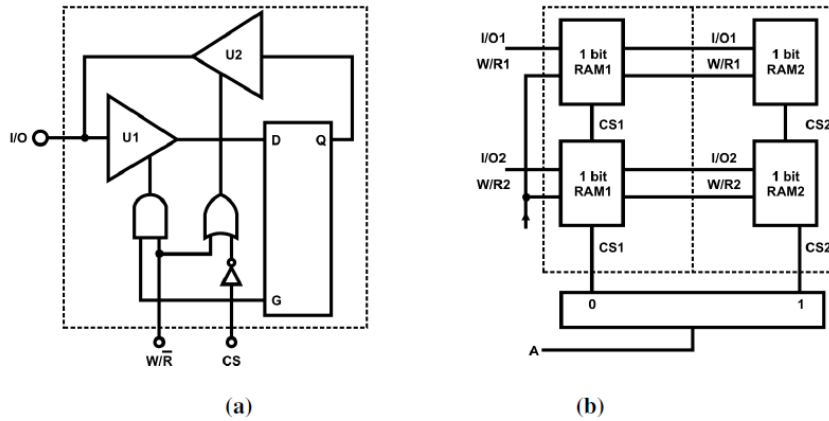 U2
I/O
U1
D
Q
G
W/R̅
CS
(a)
I/O1
W/R1
1 bit
RAM1
I/O1
W/R1
1 bit
RAM2
CS1
CS2
I/O2
W/R2
1 bit
RAM1
I/O2
W/R2
1 bit
RAM2
CS1
CS2
0
1
A
(b)